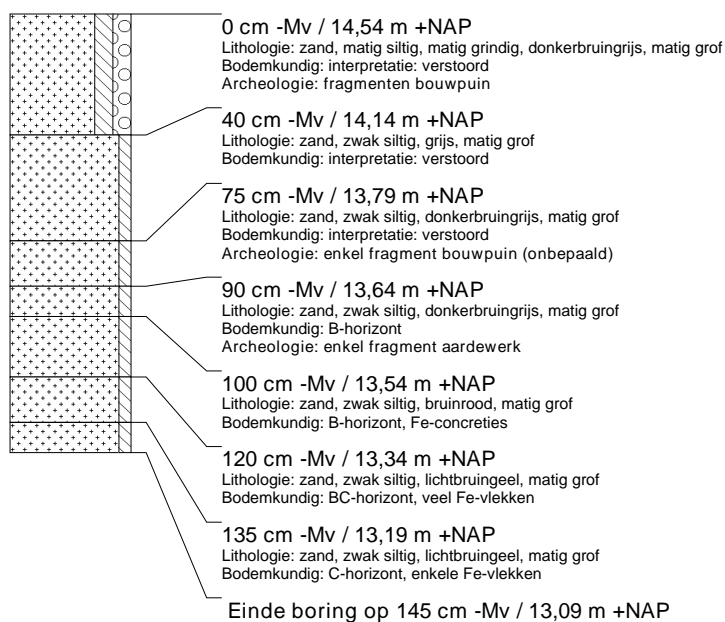 0 cm -Mv / 14,54 m +NAP
Lithologie: zand, matig siltig, matig grindig, donkerbruingrijs, matig grof
Bodemkundig: interpretatie: verstoord
Archeologie: fragmenten bouwpuin
40 cm -Mv / 14,14 m +NAP
Lithologie: zand, zwak siltig, grijs, matig grof
Bodemkundig: interpretatie: verstoord
75 cm -Mv / 13,79 m +NAP
Lithologie: zand, zwak siltig, donkerbruingrijs, matig grof
Bodemkundig: interpretatie: verstoord
Archeologie: enkel fragment bouwpuin (onbepaald)
90 cm -Mv / 13,64 m +NAP
Lithologie: zand, zwak siltig, donkerbruingrijs, matig grof
Bodemkundig: B-horizont
Archeologie: enkel fragment aardewerk
100 cm -Mv / 13,54 m +NAP
Lithologie: zand, zwak siltig, bruinrood, matig grof
Bodemkundig: B-horizont, Fe-concreties
120 cm -Mv / 13,34 m +NAP
Lithologie: zand, zwak siltig, lichtbruingeel, matig grof
Bodemkundig: BC-horizont, veel Fe-vlekken
135 cm -Mv / 13,19 m +NAP
Lithologie: zand, zwak siltig, lichtbruingeel, matig grof
Bodemkundig: C-horizont, enkele Fe-vlekken
Einde boring op 145 cm -Mv / 13,09 m +NAP